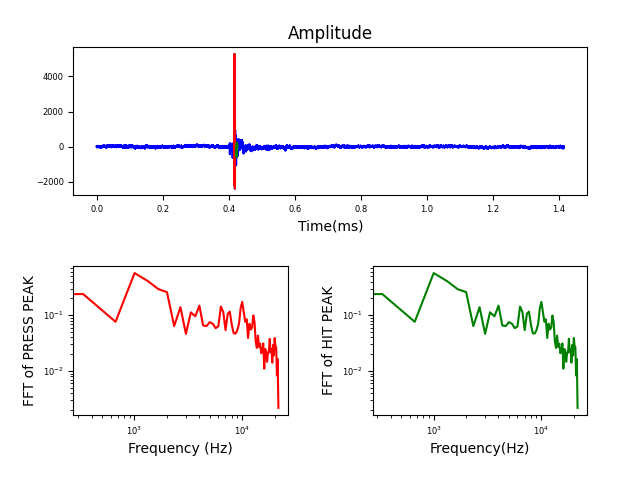 Amplitude
4000
2000
0
−2000
0.0 0.2 0.4 0.6 0.8 1.0 1.2 1.4
Time(ms)
FFT of PRESS PEAK
10⁻¹
10⁻²
10³ 10⁴
Frequency (Hz)
FFT of HIT PEAK
10⁻¹
10⁻²
10³ 10⁴
Frequency(Hz)